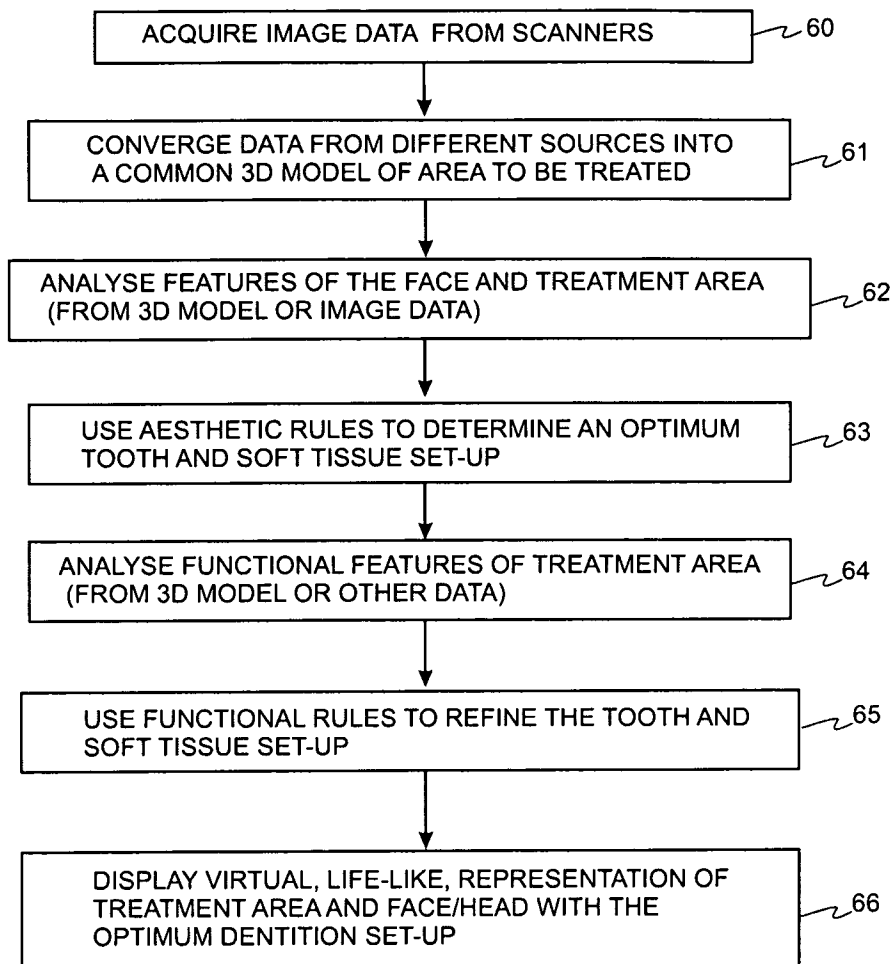 ACQUIRE IMAGE DATA FROM SCANNERS
60
CONVERGE DATA FROM DIFFERENT SOURCES INTO
A COMMON 3D MODEL OF AREA TO BE TREATED
61
ANALYSE FEATURES OF THE FACE AND TREATMENT AREA
(FROM 3D MODEL OR IMAGE DATA)
62
USE AESTHETIC RULES TO DETERMINE AN OPTIMUM
TOOTH AND SOFT TISSUE SET-UP
63
ANALYSE FUNCTIONAL FEATURES OF TREATMENT AREA
(FROM 3D MODEL OR OTHER DATA)
64
USE FUNCTIONAL RULES TO REFINE THE TOOTH AND
SOFT TISSUE SET-UP
65
DISPLAY VIRTUAL, LIFE-LIKE, REPRESENTATION OF
TREATMENT AREA AND FACE/HEAD WITH THE
OPTIMUM DENTITION SET-UP
66